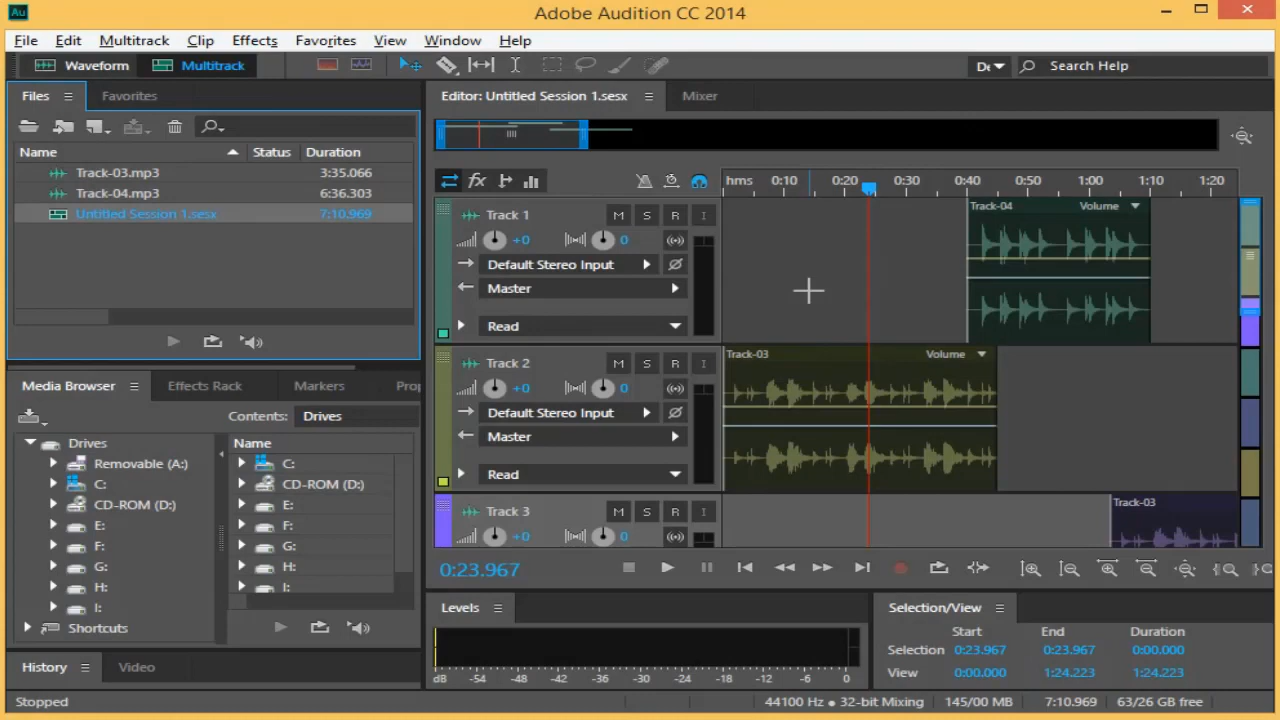 Au
Adobe Audition CC 2014
File Edit Multitrack Clip Effects Favorites View Window Help
Waveform Multitrack Search Help
Files Favorites
Name Status Duration
Track-03.mp3 3:35.066
Track-04.mp3 6:36.303
Untitled Session 1.sesx 7:10.969
Media Browser Effects Rack Markers
Contents: Drives
Drives
Removable (A:)
C:
CD-ROM (D:)
E:
F:
G:
H:
I:
Shortcuts
Name
C:
CD-ROM (D:)
E:
F:
G:
H:
I:
History Video
Editor: Untitled Session 1.sesx Mixer
fx
hms 0:10 0:20 0:30 0:40 0:50 1:00 1:10 1:20
Track 1 M S R I
+0 0
Default Stereo Input
Master
Read
Track-04 Volume
Track 2 M S R I
+0 0
Default Stereo Input
Master
Read
Track-03 Volume
Track 3 M S R I
+0 0
Track-03
0:23.967
Levels
dB -54 -48 -42 -36 -30 -24 -18 -12 -6 0
Selection/View
Start End Duration
Selection 0:23.967 0:23.967 0:00.000
View 0:00.000 1:24.223 1:24.223
Stopped 44100 Hz ● 32-bit Mixing 145/00 MB 7:10.969 63/26 GB free